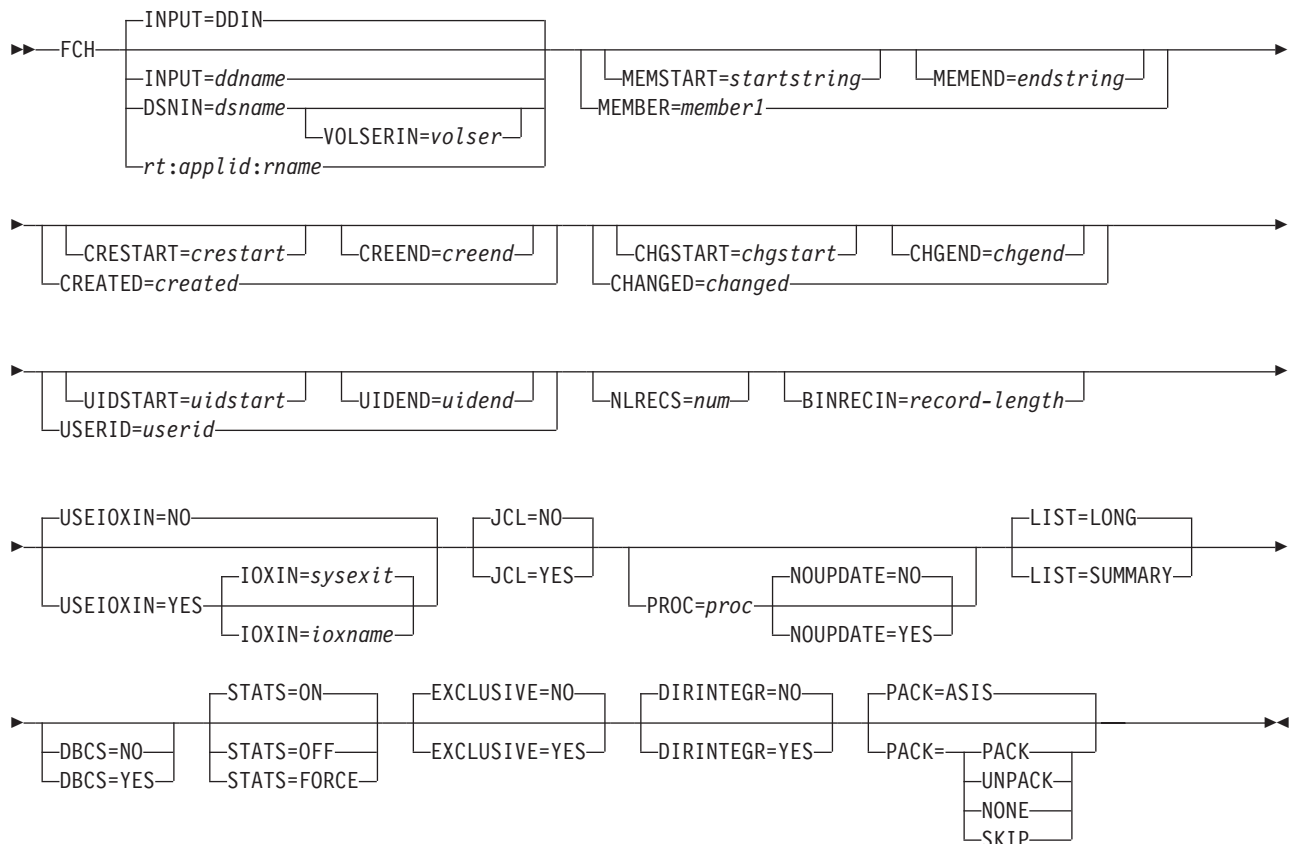 INPUT=DDIN
FCH
INPUT=ddname MEMSTART=startstring MEMEND=endstring
DSNIN=dsname MEMBER=member1
VOLSERIN=volser
rt:applid:rname
CRESTART=crestart CREEND=creend CHGSTART=chgstart CHGEND=chgend
CREATED=created CHANGED=changed
UIDSTART=uidstart UIDEND=uidend NLRECS=num BINRECIN=record-length
USERID=userid
USEIOXIN=NO JCL=NO LIST=LONG
IOXIN=sysexit JCL=YES NOUPDATE=NO LIST=SUMMARY
USEIOXIN=YES PROC=proc
IOXIN=ioxname NOUPDATE=YES
STATS=ON EXCLUSIVE=NO DIRINTEGR=NO PACK=ASIS
DBCS=NO STATS=OFF EXCLUSIVE=YES DIRINTEGR=YES PACK= PACK
DBCS=YES STATS=FORCE UNPACK
NONE
SKIP